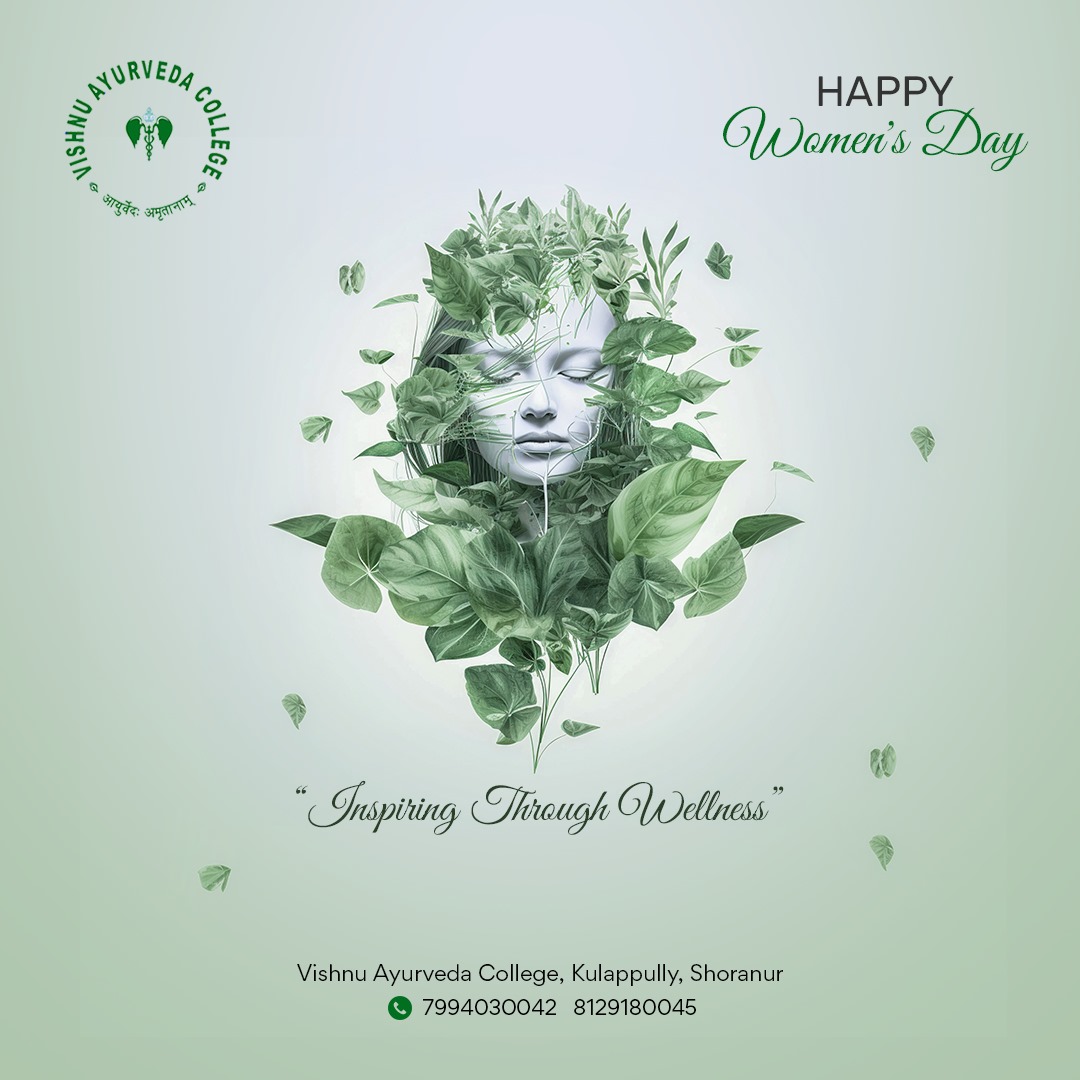 VISHNU AYURVEDA COLLEGE
आयुर्वेदः अमृतानाम्
HAPPY
Women's Day
“Inspiring Through Wellness”
Vishnu Ayurveda College, Kulappully, Shoranur
7994030042 8129180045